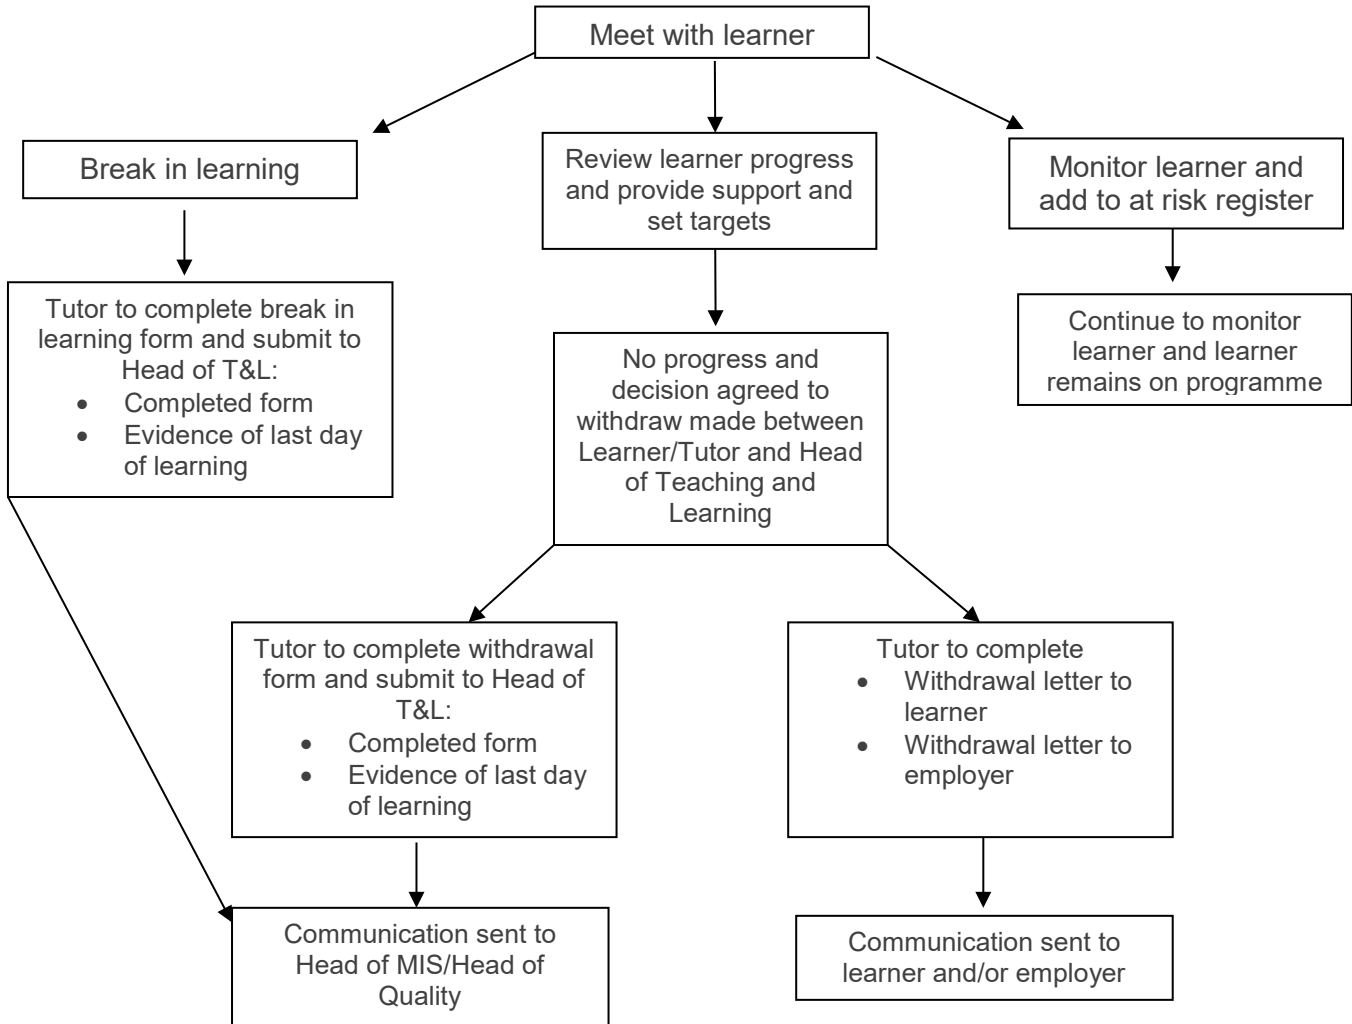 Meet with learner
Break in learning
Review learner progress
and provide support and
set targets
Monitor learner and
add to at risk register
Tutor to complete break in
learning form and submit to
Head of T&L:
• Completed form
• Evidence of last day
of learning
No progress and
decision agreed to
withdraw made between
Learner/Tutor and Head
of Teaching and
Learning
Continue to monitor
learner and learner
remains on programme
Tutor to complete withdrawal
form and submit to Head of
T&L:
• Completed form
• Evidence of last day
of learning
Tutor to complete
• Withdrawal letter to
learner
• Withdrawal letter to
employer
Communication sent to
Head of MIS/Head of
Quality
Communication sent to
learner and/or employer